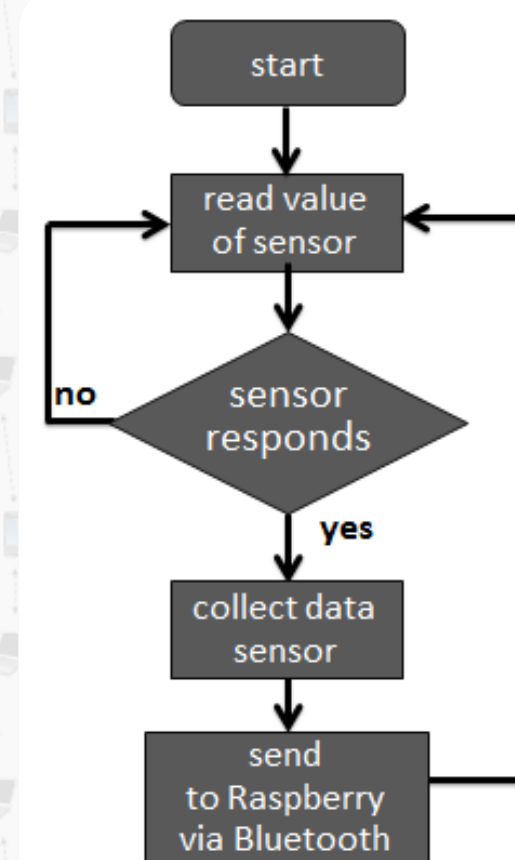 start
read value
of sensor
sensor
responds
no
yes
collect data
sensor
send
to Raspberry
via Bluetooth